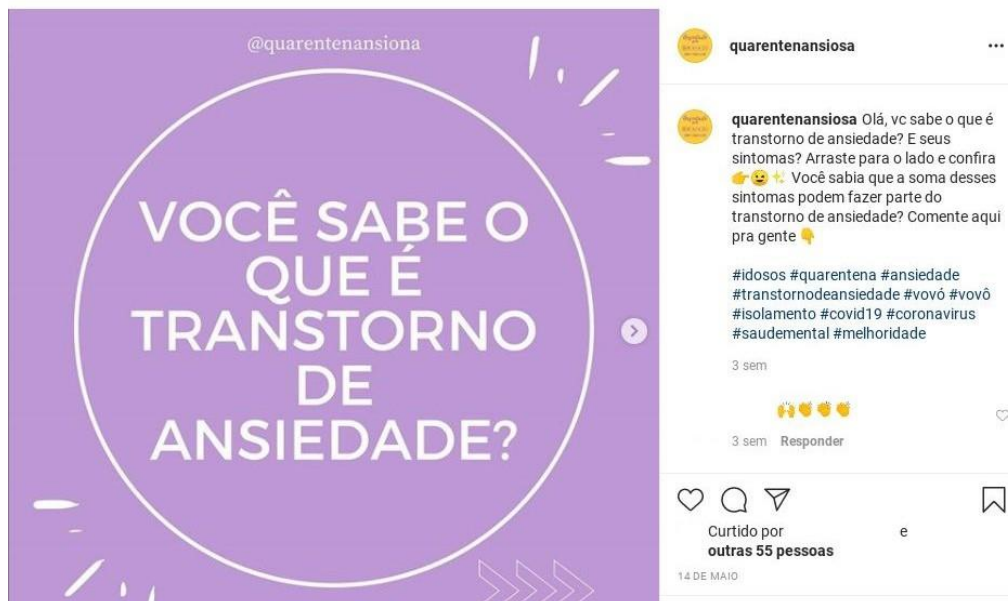 @quarentenansiona
VOCÊ SABE O
QUE É
TRANSTORNO
DE
ANSIEDADE?
quarentenansiosa
quarentenansiosa Olá, vc sabe o que é
transtorno de ansiedade? E seus
sintomas? Arraste para o lado e confira
👉😉✨ Você sabia que a soma desses
sintomas podem fazer parte do
transtorno de ansiedade? Comente aqui
pra gente 👇
#idosos #quarentena #ansiedade
#transtornodeansiedade #vovó #vovô
#isolamento #covid19 #coronavirus
#saudemental #melhoridade
3 sem
🙌👏👏👏
3 sem Responder
Curtido por e
outras 55 pessoas
14 DE MAIO